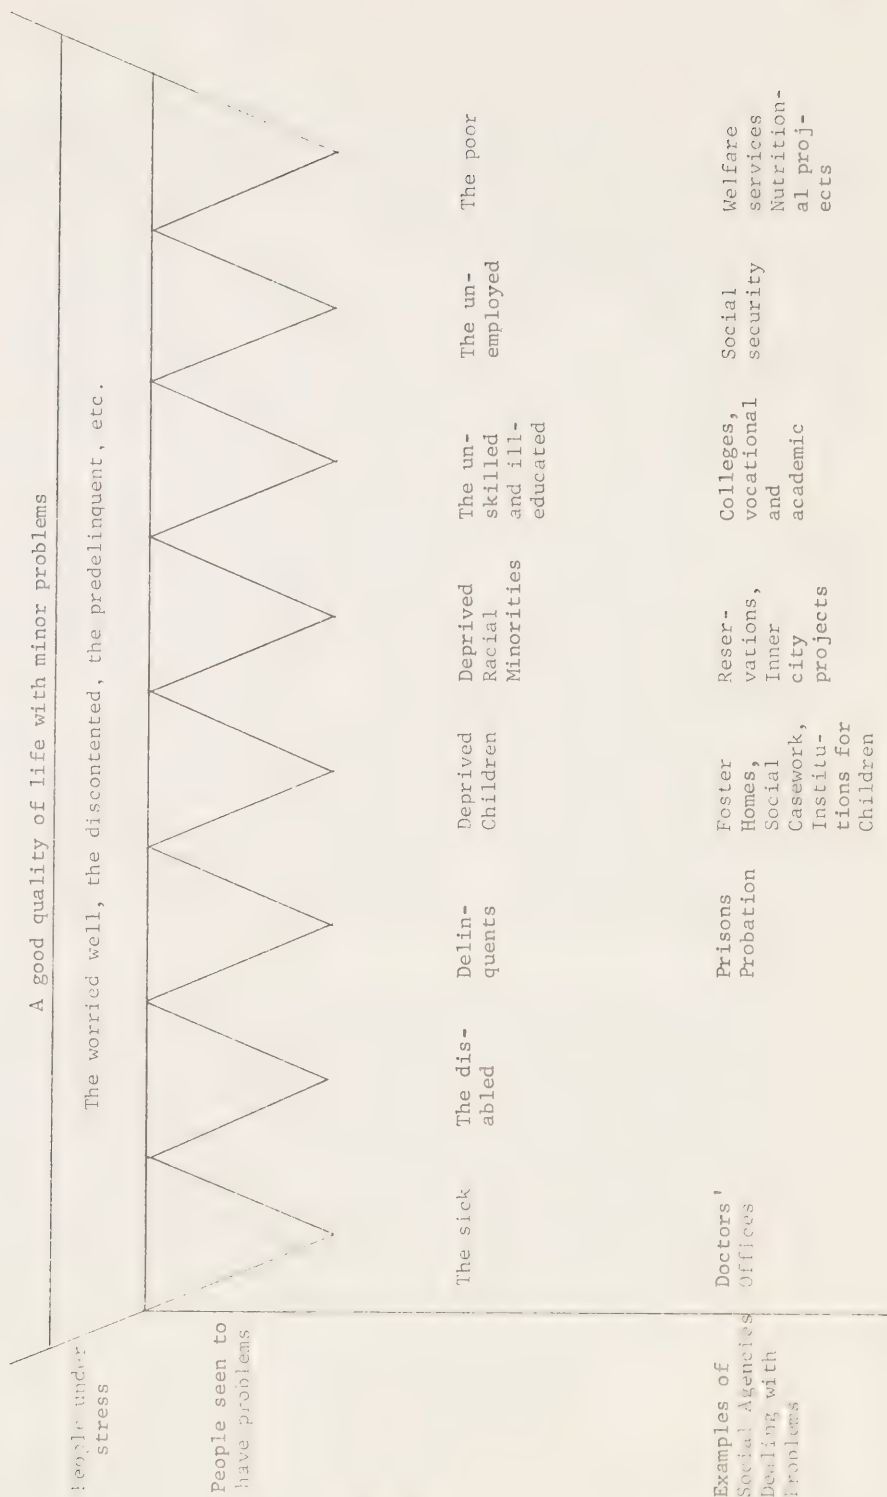 A good quality of life with minor problems
People under
stress
The worried well, the discontented, the predelinquent, etc.
People seen to
have problems
The sick
The dis-
abled
Delin-
quents
Deprived
Children
Deprived
Racial
Minorities
The un-
skilled
and ill-
educated
The un-
employed
The poor
Examples of
Social Agencies
Dealing with
Problems
Doctors'
Offices
Prisons
Probation
Foster
Homes,
Social
Casework,
Institu-
tions for
Children
Reser-
vations,
Inner
city
projects
Colleges,
vocational
and
academic
Social
security
Welfare
services
Nutrition-
al proj-
ects